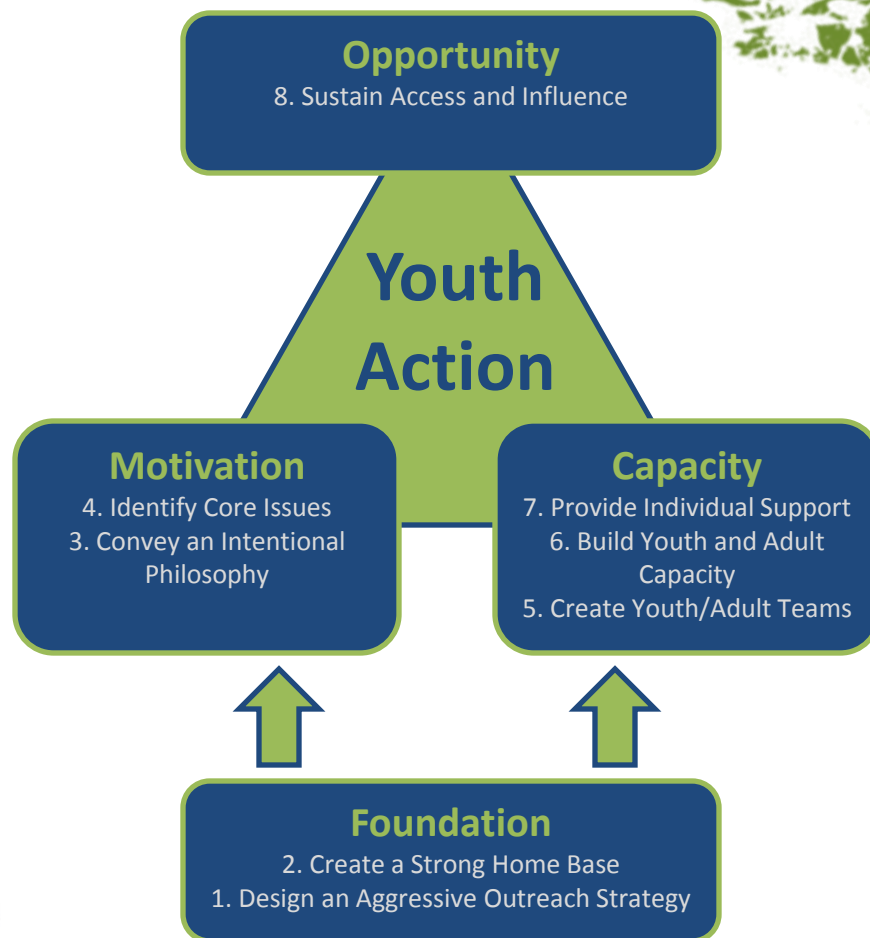 Opportunity
8. Sustain Access and Influence
Youth
Action
Motivation
4. Identify Core Issues
3. Convey an Intentional
Philosophy
Capacity
7. Provide Individual Support
6. Build Youth and Adult
Capacity
5. Create Youth/Adult Teams
Foundation
2. Create a Strong Home Base
1. Design an Aggressive Outreach Strategy